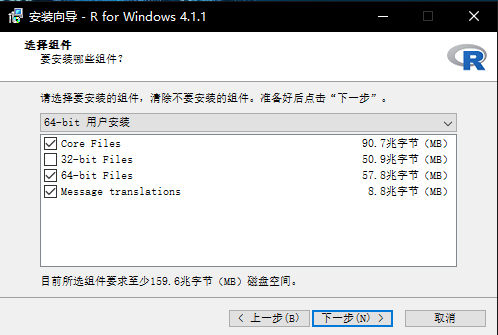 安装向导 - R for Windows 4.1.1
选择组件
要安装哪些组件?
R
请选择要安装的组件，清除不要安装的组件。准备好后点击“下一步”。
64-bit 用户安装
Core Files 90.7兆字节（MB）
32-bit Files 50.9兆字节（MB）
64-bit Files 57.8兆字节（MB）
Message translations 8.8兆字节（MB）
目前所选组件要求至少159.6兆字节（MB）磁盘空间。
< 上一步(B) 下一步(N) > 取消